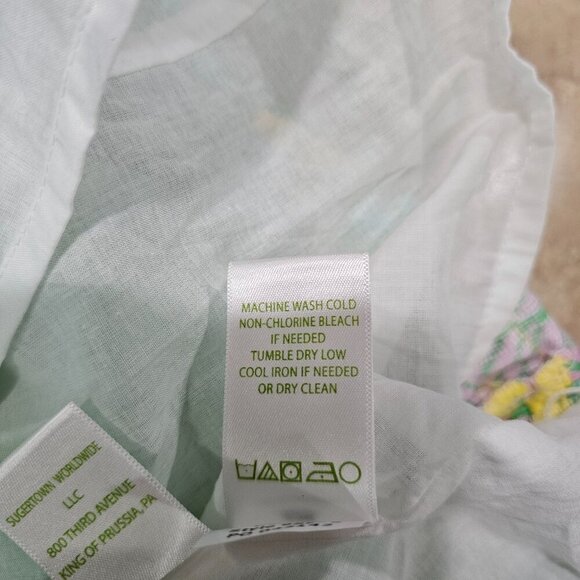 MACHINE WASH COLD
NON-CHLORINE BLEACH
IF NEEDED
TUMBLE DRY LOW
COOL IRON IF NEEDED
OR DRY CLEAN
SUGERTOWN WORLDWIDE
LLC
800 THIRD AVENUE
KING OF PRUSSIA, PA